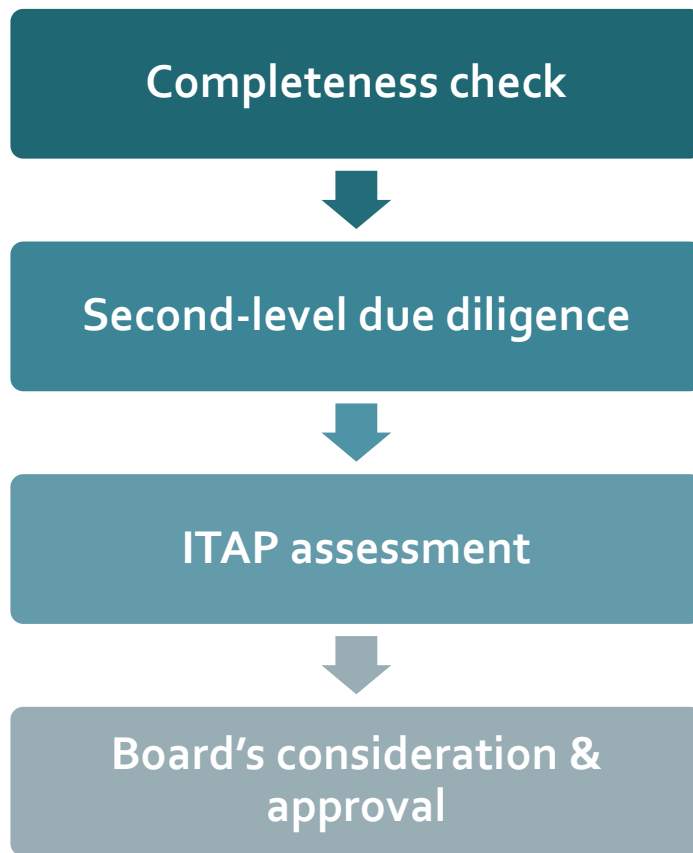 Completeness check
Second-level due diligence
ITAP assessment
Board’s consideration &
approval